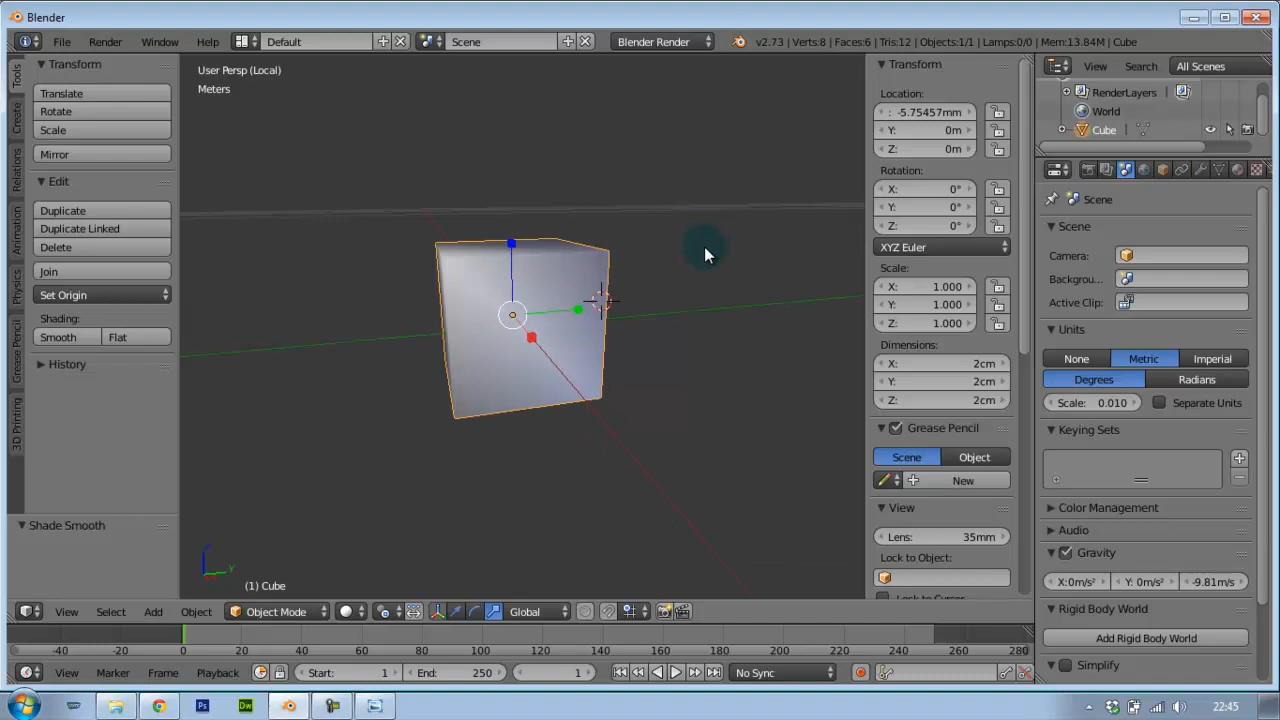 Blender
File Render Window Help Default Scene Blender Render v2.73 | Verts:8 | Faces:6 | Tris:12 | Objects:1/1 | Lamps:0/0 | Mem:13.84M | Cube
Transform
Translate
Rotate
Scale
Mirror
Edit
Duplicate
Duplicate Linked
Delete
Join
Set Origin
Shading:
Smooth Flat
History
Shade Smooth
Tools
Create
Relations
Animation
Physics
Grease Pencil
3D Printing
User Persp (Local)
Meters
(1) Cube
View Select Add Object Object Mode Global
Transform
Location:
: -5.75457mm
Y: 0m
Z: 0m
Rotation:
X: 0°
Y: 0°
Z: 0°
XYZ Euler
Scale:
X: 1.000
Y: 1.000
Z: 1.000
Dimensions:
X: 2cm
Y: 2cm
Z: 2cm
Grease Pencil
Scene Object
New
View
Lens: 35mm
Lock to Object:
Lock to Cursor
View Search All Scenes
RenderLayers
World
Cube
Scene
Scene
Camera:
Backgrou...
Active Clip:
Units
None Metric Imperial
Degrees Radians
Scale: 0.010 Separate Units
Keying Sets
Color Management
Audio
Gravity
X:0m/s² Y: 0m/s² -9.81m/s²
Rigid Body World
Add Rigid Body World
Simplify
-40 -20 0 20 40 60 80 100 120 140 160 180 200 220 240 260 280
View Marker Frame Playback Start: 1 End: 250 1 No Sync
Ps Dw 22:45